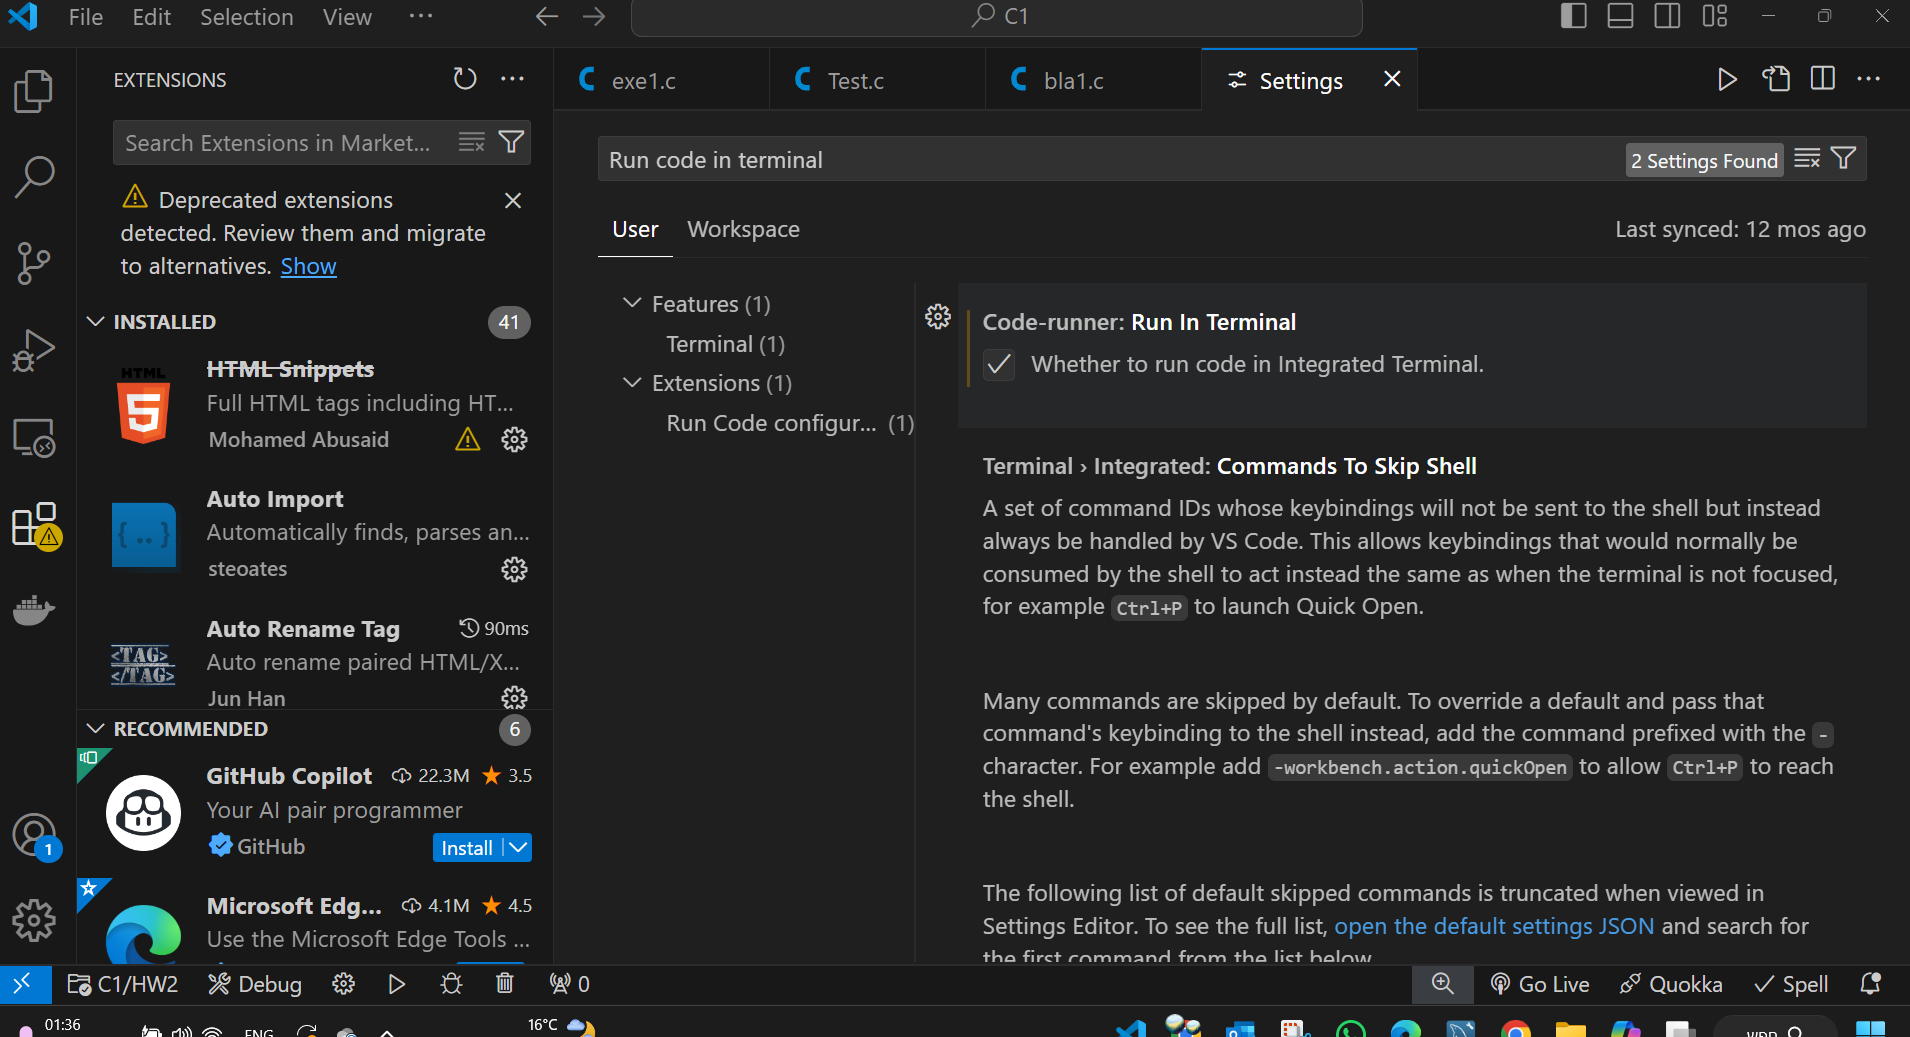 File Edit Selection View ···
C1
EXTENSIONS
Search Extensions in Market...
Deprecated extensions
detected. Review them and migrate
to alternatives. Show
INSTALLED 41
HTML
HTML Snippets
Full HTML tags including HT...
Mohamed Abusaid
{..}
Auto Import
Automatically finds, parses an...
steoates
<TAG>
</TAG>
Auto Rename Tag 90ms
Auto rename paired HTML/X...
Jun Han
RECOMMENDED 6
GitHub Copilot 22.3M 3.5
Your AI pair programmer
GitHub Install
Microsoft Edg... 4.1M 4.5
Use the Microsoft Edge Tools ...
1
exe1.c Test.c bla1.c Settings
Run code in terminal 2 Settings Found
User Workspace Last synced: 12 mos ago
Features (1)
Terminal (1)
Extensions (1)
Run Code configur... (1)
Code-runner: Run In Terminal
Whether to run code in Integrated Terminal.
Terminal › Integrated: Commands To Skip Shell
A set of command IDs whose keybindings will not be sent to the shell but instead
always be handled by VS Code. This allows keybindings that would normally be
consumed by the shell to act instead the same as when the terminal is not focused,
for example Ctrl+P to launch Quick Open.
Many commands are skipped by default. To override a default and pass that
command's keybinding to the shell instead, add the command prefixed with the -
character. For example add -workbench.action.quickOpen to allow Ctrl+P to reach
the shell.
The following list of default skipped commands is truncated when viewed in
Settings Editor. To see the full list, open the default settings JSON and search for
the first command from the list below.
C1/HW2 Debug 0 Go Live Quokka Spell
01:36 ENG 16°C